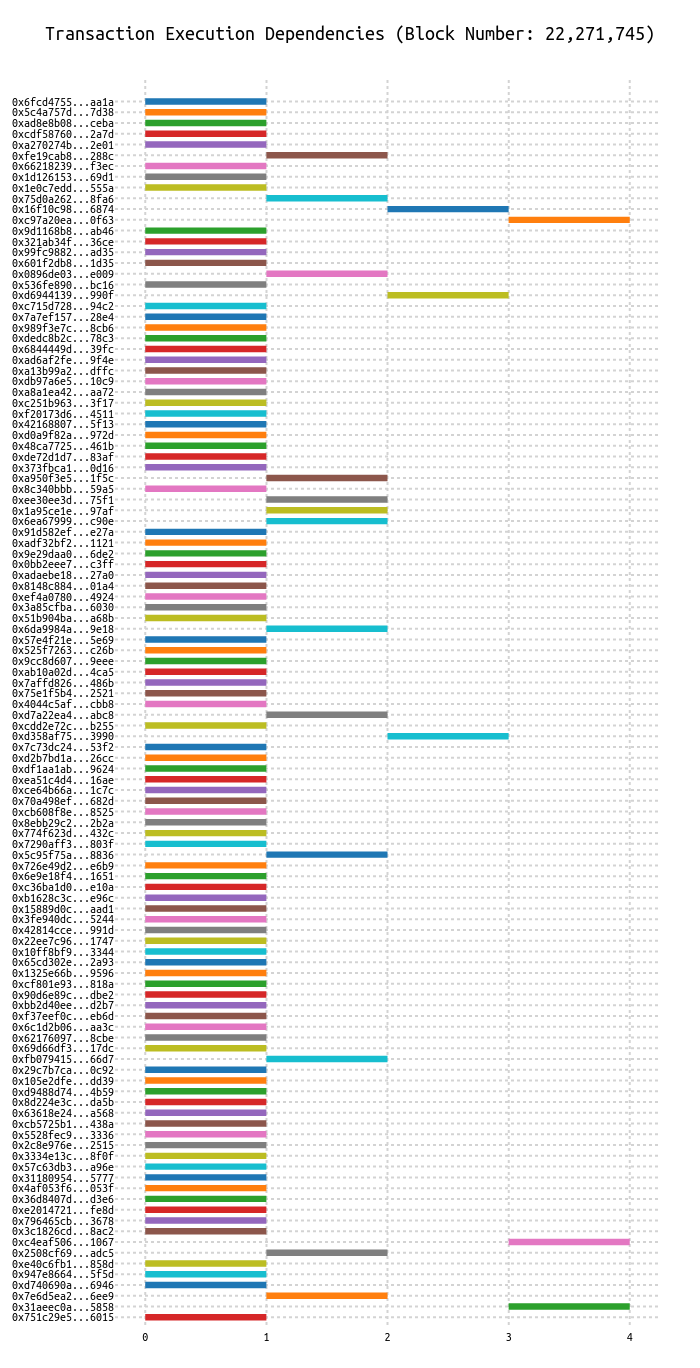 Transaction Execution Dependencies (Block Number: 22,271,745)
0x6fcd4755...aa1a
0x5c4a757d...7d38
0xad8e8b08...ceba
0xcdf58760...2a7d
0xa270274b...2e01
0xfe19cab8...288c
0x66218239...f3ec
0x1d126153...69d1
0x1e0c7edd...555a
0x75d0a262...8fa6
0x16f10c98...6874
0xc97a20ea...0f63
0x9d1168b8...ab46
0x321ab34f...36ce
0x99fc9882...ad35
0x601f2db8...1d35
0x0896de03...e009
0x536fe890...bc16
0xd6944139...990f
0xc715d728...94c2
0x7a7ef157...28e4
0x989f3e7c...8cb6
0xdedc8b2c...78c3
0x6844449d...39fc
0xad6af2fe...9f4e
0xa13b99a2...dffc
0xdb97a6e5...10c9
0xa8a1ea42...aa72
0xc251b963...3f17
0xf20173d6...4511
0x42168807...5f13
0xd0a9f82a...972d
0x48ca7725...461b
0xde72d1d7...83af
0x373fbca1...0d16
0xa950f3e5...1f5c
0x8c340bbb...59a5
0xee30ee3d...75f1
0x1a95ce1e...97af
0x6ea67999...c90e
0x91d582ef...e27a
0xadf32bf2...1121
0x9e29daa0...6de2
0x0bb2eee7...c3ff
0xadaebe18...27a0
0x8148c884...01a4
0xef4a0780...4924
0x3a85cfba...6030
0x51b904ba...a68b
0x6da9984a...9e18
0x57e4f21e...5e69
0x525f7263...c26b
0x9cc8d607...9eee
0xab10a02d...4ca5
0x7affd826...486b
0x75e1f5b4...2521
0x4044c5af...cbb8
0xd7a22ea4...abc8
0xcdd2e72c...b255
0xd358af75...3990
0x7c73dc24...53f2
0xd2b7bd1a...26cc
0xdf1aa1ab...9624
0xea51c4d4...16ae
0xce64b66a...1c7c
0x70a498ef...682d
0xcb608f8e...8525
0x8ebb29c2...2b2a
0x774f623d...432c
0x7290aff3...803f
0x5c95f75a...8836
0x726e49d2...e6b9
0x6e9e18f4...1651
0xc36ba1d0...e10a
0xb1628c3c...e96c
0x15889d0c...aad1
0x3fe940dc...5244
0x42814cce...991d
0x22ee7c96...1747
0x10ff8bf9...3344
0x65cd302e...2a93
0x1325e66b...9596
0xcf801e93...818a
0x90d6e89c...dbe2
0xbb2d40ee...d2b7
0xf37eef0c...eb6d
0x6c1d2b06...aa3c
0x62176097...8cbe
0x69d66df3...17dc
0xfb079415...66d7
0x29c7b7ca...0c92
0x105e2dfe...dd39
0xd9488d74...4b59
0x8d224e3c...da5b
0x63618e24...a568
0xcb5725b1...438a
0x5528fec9...3336
0x2c8e976e...2515
0x3334e13c...8f0f
0x57c63db3...a96e
0x31180954...5777
0x4af053f6...053f
0x36d8407d...d3e6
0xe2014721...fe8d
0x796465cb...3678
0x3c1826cd...8ac2
0xc4eaf506...1067
0x2508cf69...adc5
0xe40c6fb1...858d
0x947e8664...5f5d
0xd740690a...6946
0x7e6d5ea2...6ee9
0x31aeec0a...5858
0x751c29e5...6015
0 1 2 3 4